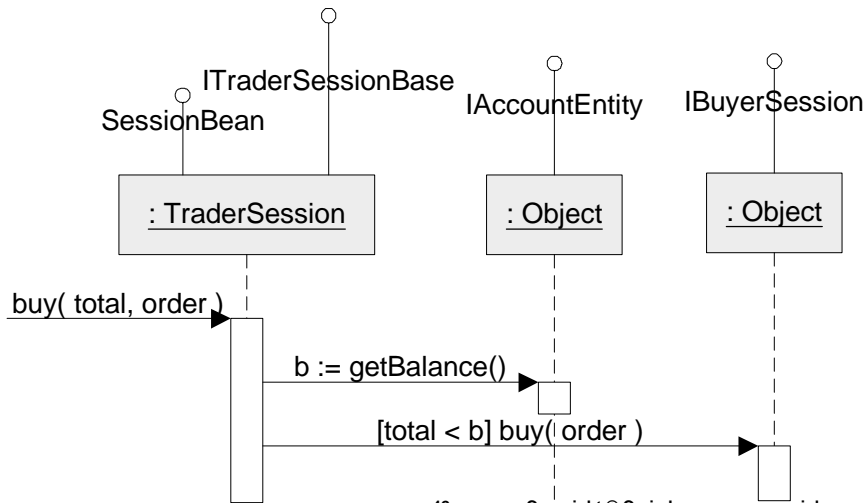 ITraderSessionBase
SessionBean
IAccountEntity
IBuyerSession
: TraderSession
: Object
: Object
buy( total, order )
b := getBalance()
[total < b] buy( order )